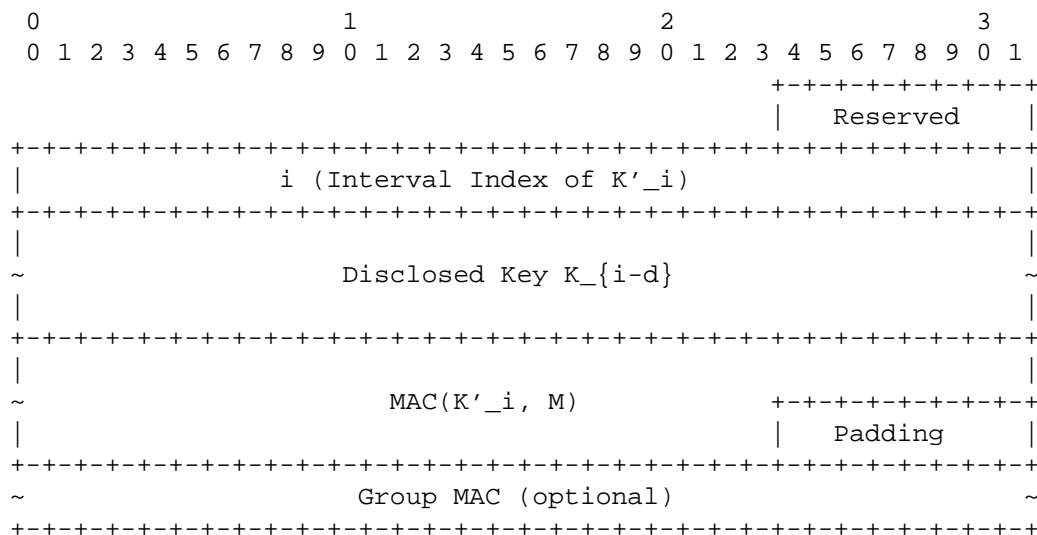 0                   1                   2                   3
 0 1 2 3 4 5 6 7 8 9 0 1 2 3 4 5 6 7 8 9 0 1 2 3 4 5 6 7 8 9 0 1
                                                +-+-+-+-+-+-+-+-+
                                                |   Reserved    |
+-+-+-+-+-+-+-+-+-+-+-+-+-+-+-+-+-+-+-+-+-+-+-+-+-+-+-+-+-+-+-+-+
|                i (Interval Index of K’_i)                     |
+-+-+-+-+-+-+-+-+-+-+-+-+-+-+-+-+-+-+-+-+-+-+-+-+-+-+-+-+-+-+-+-+
|                                                               |
~                    Disclosed Key K_{i-d}                      ~
|                                                               |
+-+-+-+-+-+-+-+-+-+-+-+-+-+-+-+-+-+-+-+-+-+-+-+-+-+-+-+-+-+-+-+-+
|                                                               |
~                       MAC(K’_i, M)            +-+-+-+-+-+-+-+-+
|                                               |   Padding     |
+-+-+-+-+-+-+-+-+-+-+-+-+-+-+-+-+-+-+-+-+-+-+-+-+-+-+-+-+-+-+-+-+
~                     Group MAC (optional)                      ~
+-+-+-+-+-+-+-+-+-+-+-+-+-+-+-+-+-+-+-+-+-+-+-+-+-+-+-+-+-+-+-+-+